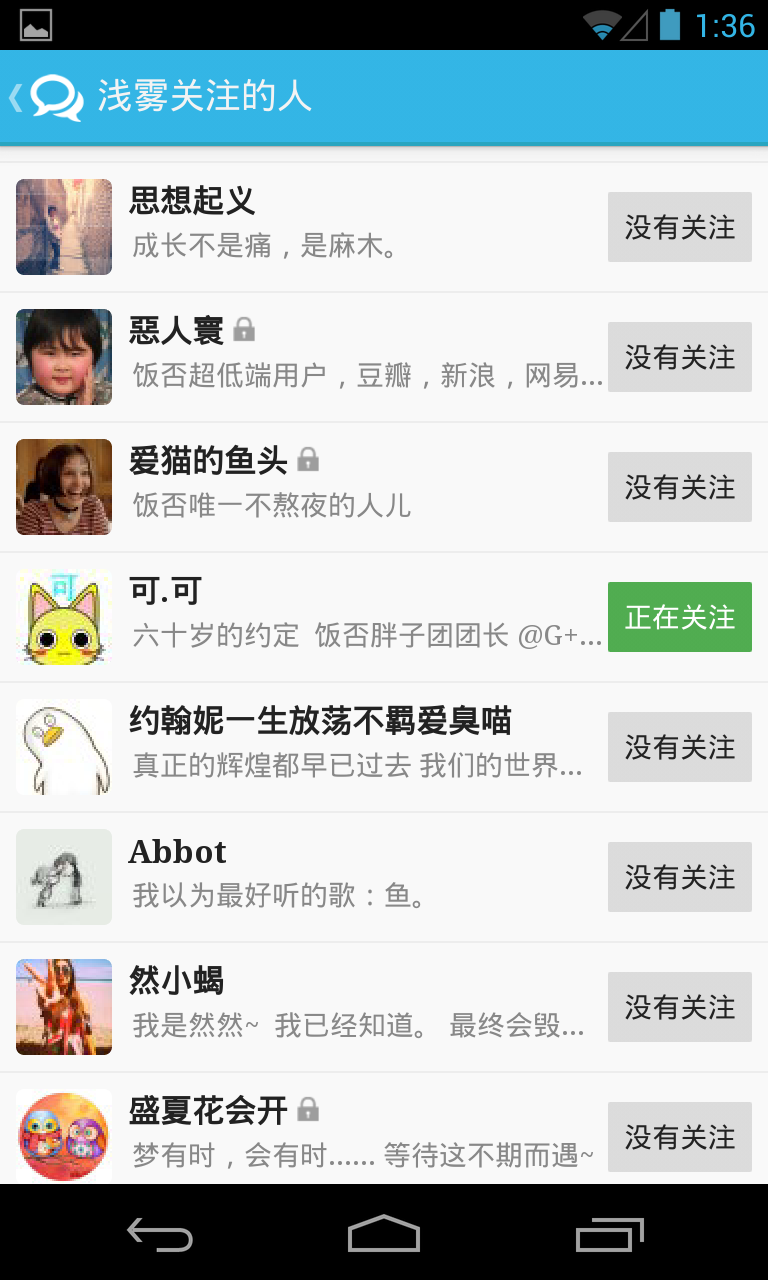 1:36
浅雾关注的人
思想起义
成长不是痛，是麻木。
没有关注
惡人寰
饭否超低端用户，豆瓣，新浪，网易...
没有关注
爱猫的鱼头
饭否唯一不熬夜的人儿
没有关注
可
可.可
六十岁的约定 饭否胖子团团长 @G+...
正在关注
约翰妮一生放荡不羁爱臭喵
真正的辉煌都早已过去 我们的世界...
没有关注
Abbot
我以为最好听的歌：鱼。
没有关注
然小蝎
我是然然~ 我已经知道。 最终会毁...
没有关注
盛夏花会开
梦有时，会有时...... 等待这不期而遇~
没有关注